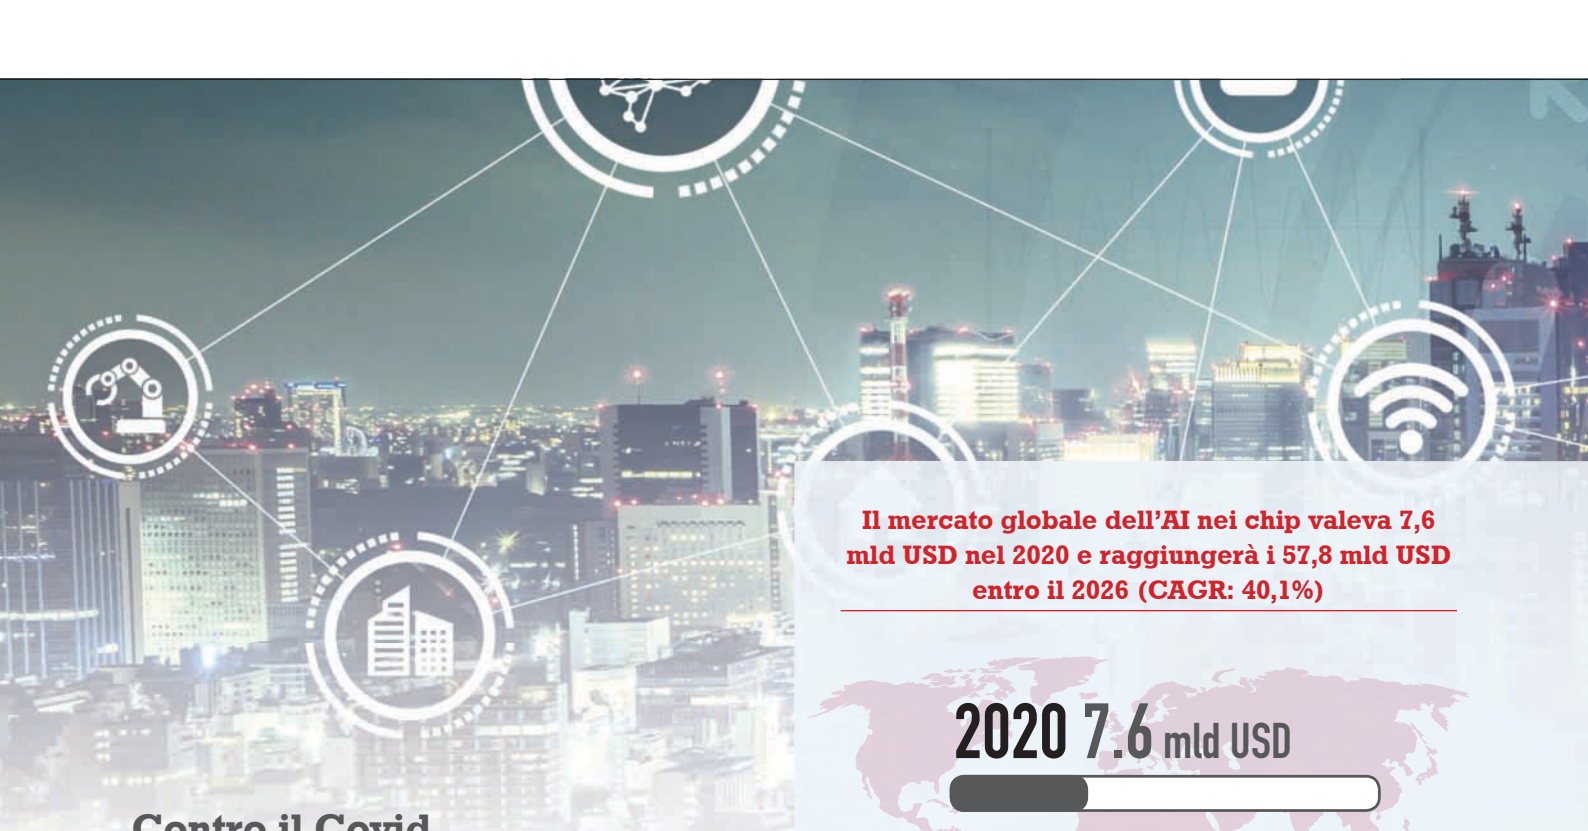 Il mercato globale dell’AI nei chip valeva 7,6
mld USD nel 2020 e raggiungerà i 57,8 mld USD
entro il 2026 (CAGR: 40,1%)
2020 7.6 mld USD
Contro il Covid